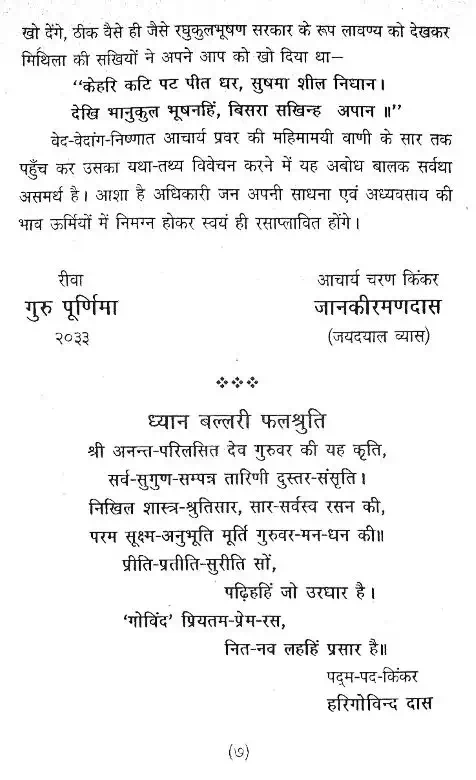 खो देंगे, ठीक वैसे ही जैसे रघुकुलभूषण सरकार के रूप लावण्य को देखकर
मिथिला की सखियों ने अपने आप को खो दिया था—
“केहरि कटि पट पीत धर, सुषमा शील निधान।
देखि भानुकुल भूषनहिं, बिसरा सखिन्ह अपान॥”
वेद-वेदांग-निष्णात आचार्य प्रवर की महिमामयी वाणी के सार तक
पहुँच कर उसका यथा-तथ्य विवेचन करने में यह अबोध बालक सर्वथा
असमर्थ है। आशा है अधिकारी जन अपनी साधना एवं अध्यवसाय की
भाव ऊर्मियों में निमग्न होकर स्वयं ही रसाप्लावित होंगे।
रीवा
आचार्य चरण किंकर
गुरु पूर्णिमा
जानकीरमणदास
२०३३
(जयदयाल व्यास)
ध्यान बल्लरी फलश्रुति
श्री अनन्त-परिलसित देव गुरुवर की यह कृति,
सर्व-सुगुण-सम्पन्न तारिणी दुस्तर-संसृति।
निखिल शास्त्र-श्रुतिसार, सार-सर्वस्व रसन की,
परम सूक्ष्म-अनुभूति मूर्ति गुरुवर-मन-धन की॥
प्रीति-प्रतीति-सुरीति सों,
पढ़िहहिं जो उरधार है।
‘गोविंद’ प्रियतम-प्रेम-रस,
नित-नव लहहिं प्रसार है॥
पद्म-पद-किंकर
हरिगोविन्द दास
(७)